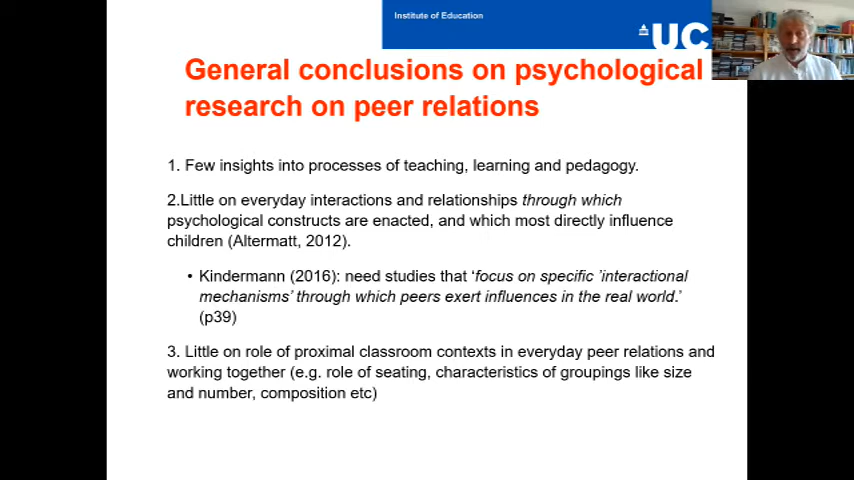 Institute of Education
UC
General conclusions on psychological
research on peer relations
1. Few insights into processes of teaching, learning and pedagogy.
2.Little on everyday interactions and relationships through which
psychological constructs are enacted, and which most directly influence
children (Altermatt, 2012).
• Kindermann (2016): need studies that ‘focus on specific ’interactional
mechanisms’ through which peers exert influences in the real world.’
(p39)
3. Little on role of proximal classroom contexts in everyday peer relations and
working together (e.g. role of seating, characteristics of groupings like size
and number, composition etc)